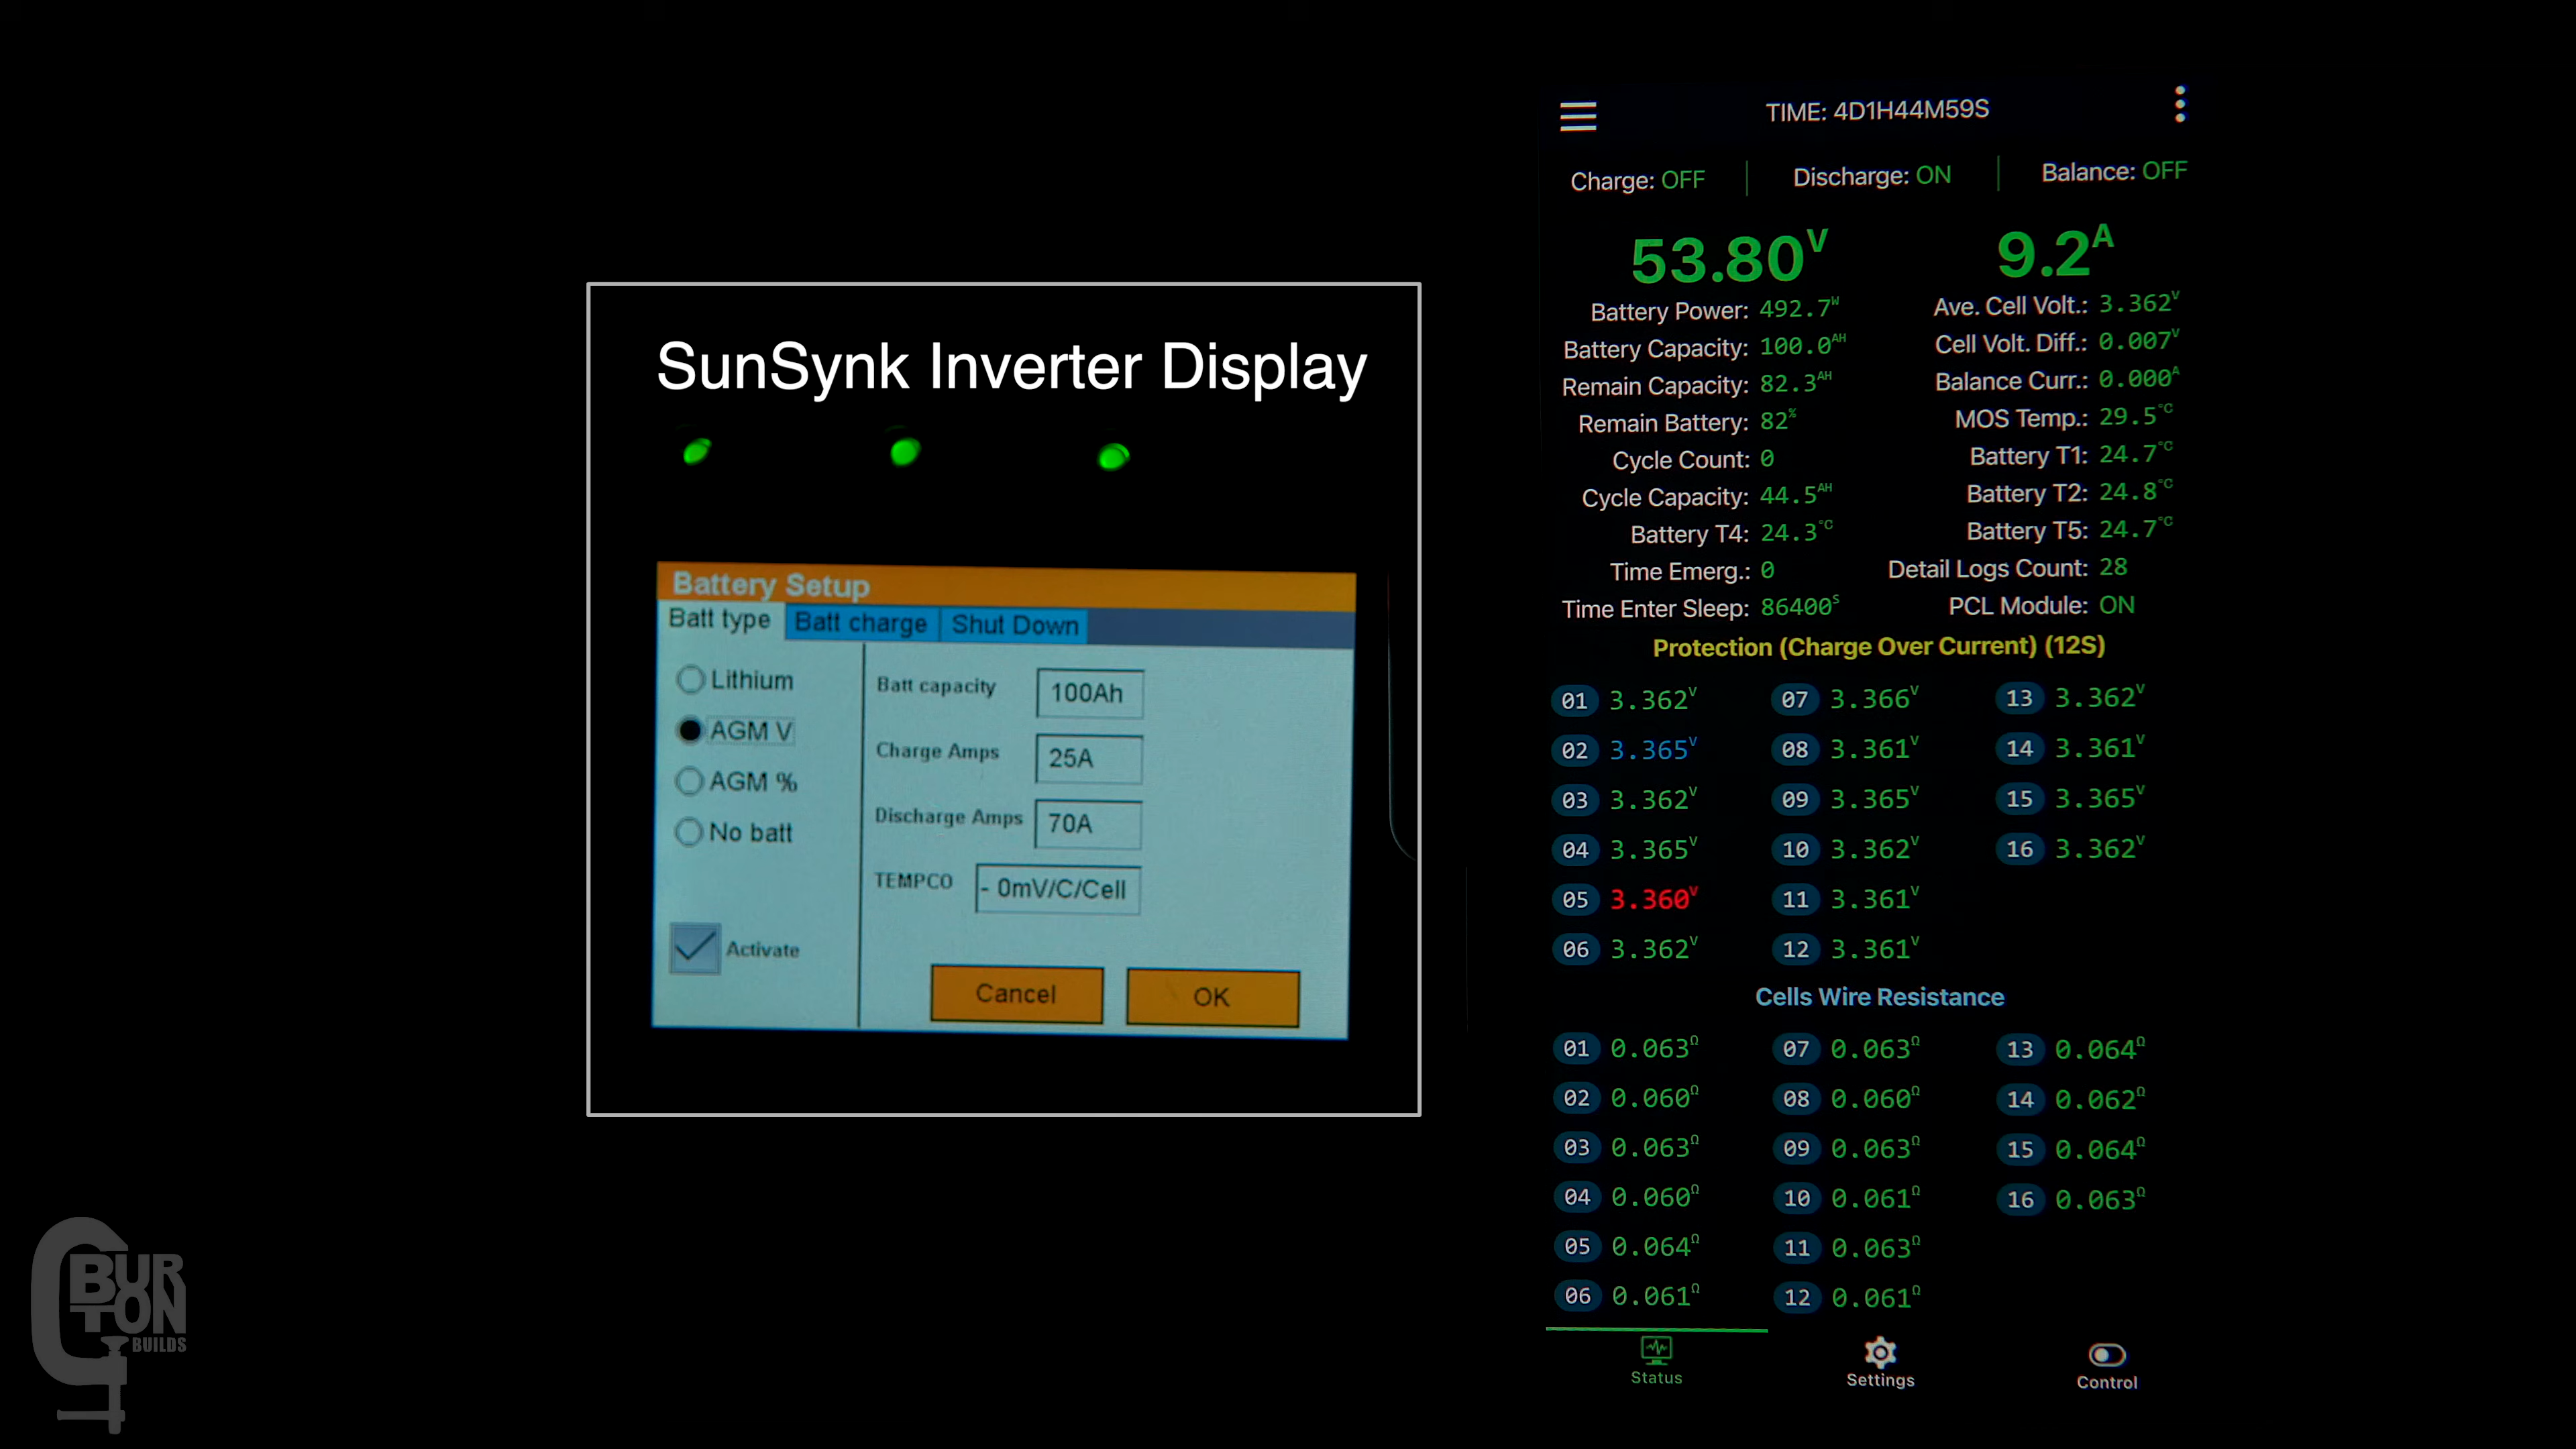 SunSynk Inverter Display
Battery Setup
Batt type Batt charge Shut Down
Lithium
AGM V
AGM %
No batt
Activate
Batt capacity 100Ah
Charge Amps 25A
Discharge Amps 70A
TEMPCO - 0mV/C/Cell
Cancel OK
TIME: 4D1H44M59S
Charge: OFF Discharge: ON Balance: OFF
53.80V 9.2A
Battery Power: 492.7W Ave. Cell Volt.: 3.362V
Battery Capacity: 100.0AH Cell Volt. Diff.: 0.007V
Remain Capacity: 82.3AH Balance Curr.: 0.000A
Remain Battery: 82% MOS Temp.: 29.5°C
Cycle Count: 0 Battery T1: 24.7°C
Cycle Capacity: 44.5AH Battery T2: 24.8°C
Battery T4: 24.3°C Battery T5: 24.7°C
Time Emerg.: 0 Detail Logs Count: 28
Time Enter Sleep: 86400S PCL Module: ON
Protection (Charge Over Current) (12S)
01 3.362V 07 3.366V 13 3.362V
02 3.365V 08 3.361V 14 3.361V
03 3.362V 09 3.365V 15 3.365V
04 3.365V 10 3.362V 16 3.362V
05 3.360V 11 3.361V
06 3.362V 12 3.361V
Cells Wire Resistance
01 0.063Ω 07 0.063Ω 13 0.064Ω
02 0.060Ω 08 0.060Ω 14 0.062Ω
03 0.063Ω 09 0.063Ω 15 0.064Ω
04 0.060Ω 10 0.061Ω 16 0.063Ω
05 0.064Ω 11 0.063Ω
06 0.061Ω 12 0.061Ω
Status Settings Control
BUR
TON
BUILDS